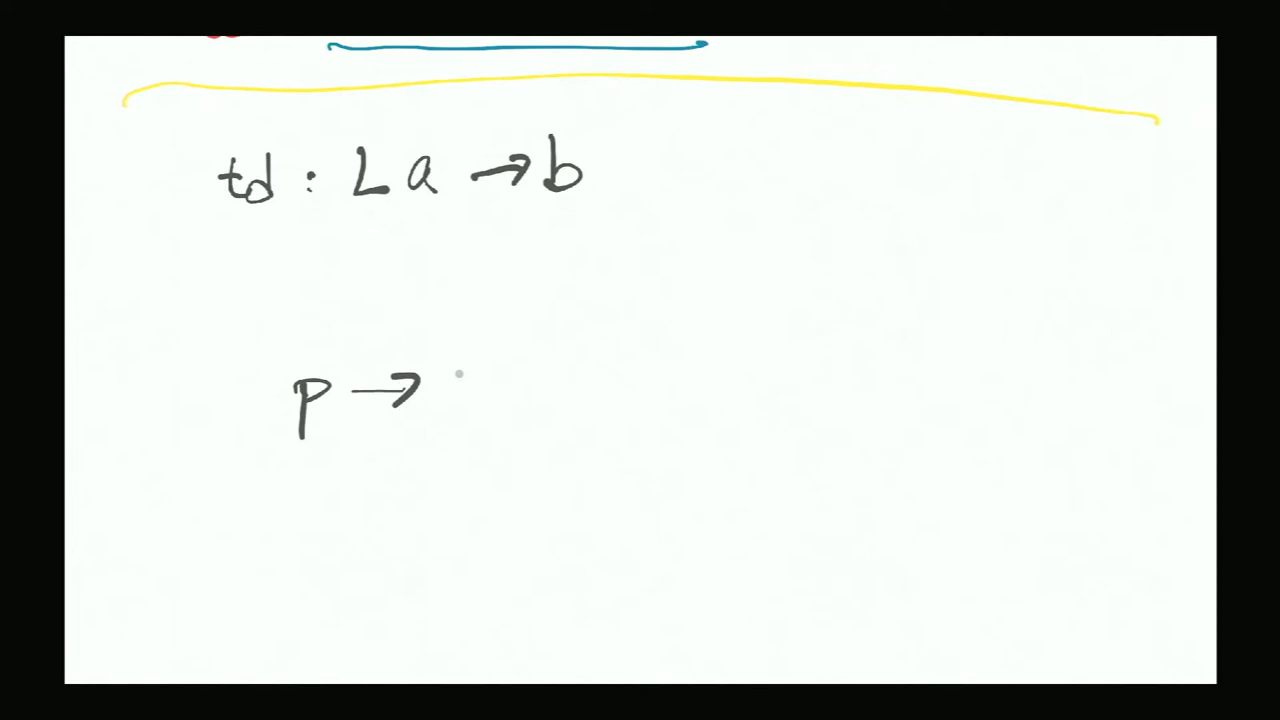 td : L a → b
p →